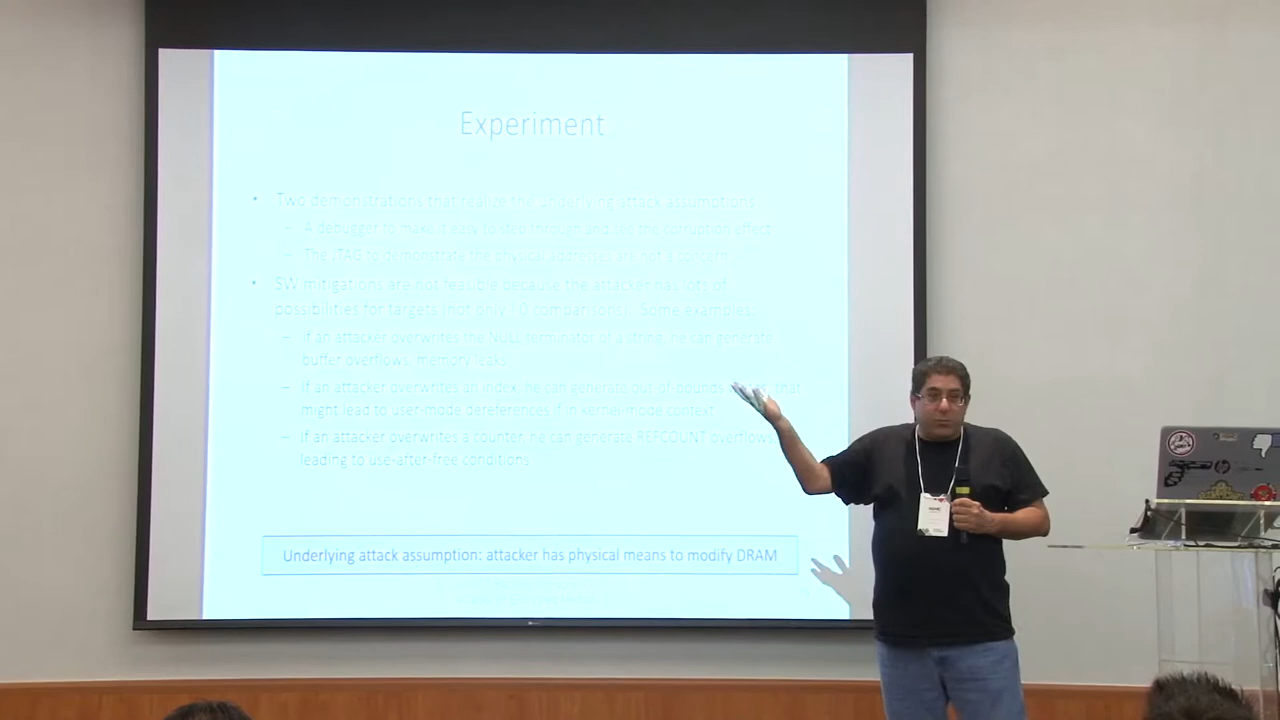 Experiment
• Two demonstrations that realize the underlying attack assumptions
– A debugger to make it easy to step through and see the corruption effect
– The JTAG to demonstrate the physical addresses are not a concern
• SW mitigations are not feasible because the attacker has lots of
possibilities for targets (not only 10 comparisons). Some examples:
– If an attacker overwrites the NULL terminator of a string, he can generate
buffer overflows, memory leaks
– If an attacker overwrites an index, he can generate out-of-bounds that
might lead to user-mode dereferences if in kernel-mode context
– If an attacker overwrites a counter, he can generate REFCOUNT overflows,
leading to use-after-free conditions
Underlying attack assumption: attacker has physical means to modify DRAM
hp